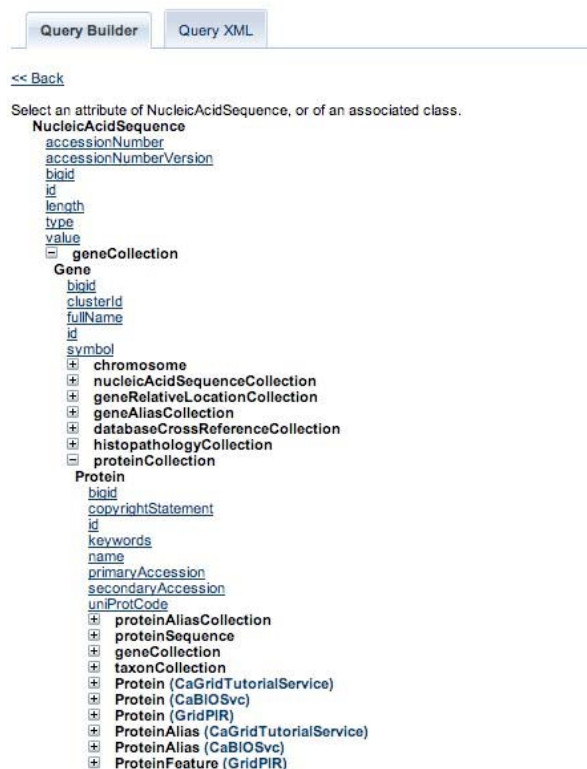 Query Builder Query XML
<< Back
Select an attribute of NucleicAcidSequence, or of an associated class.
NucleicAcidSequence
accessionNumber
accessionNumberVersion
bigid
id
length
type
value
geneCollection
Gene
bigid
clusterId
fullName
id
symbol
chromosome
nucleicAcidSequenceCollection
geneRelativeLocationCollection
geneAliasCollection
databaseCrossReferenceCollection
histopathologyCollection
proteinCollection
Protein
bigid
copyrightStatement
id
keywords
name
primaryAccession
secondaryAccession
uniProtCode
proteinAliasCollection
proteinSequence
geneCollection
taxonCollection
Protein (CaGridTutorialService)
Protein (CaBIOSvc)
Protein (GridPIR)
ProteinAlias (CaGridTutorialService)
ProteinAlias (CaBIOSvc)
ProteinFeature (GridPIR)